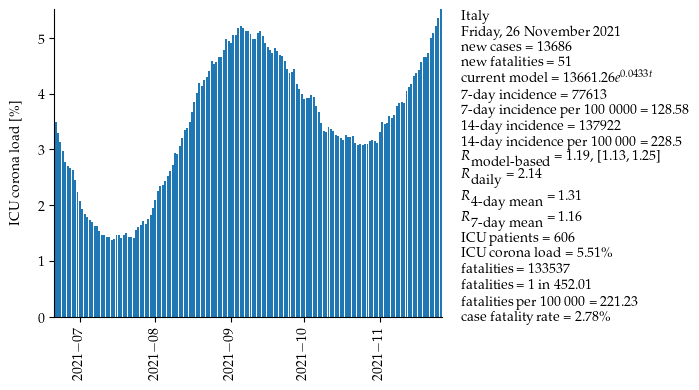 ICU corona load [%]
5
4
3
2
1
0
2021−07
2021−08
2021−09
2021−10
2021−11
Italy
Friday, 26 November 2021
new cases = 13686
new fatalities = 51
current model = 13661.26e^0.0433t
7-day incidence = 77613
7-day incidence per 100 0000 = 128.58
14-day incidence = 137922
14-day incidence per 100 000 = 228.5
R model-based = 1.19, [1.13, 1.25]
R daily = 2.14
R 4-day mean = 1.31
R 7-day mean = 1.16
ICU patients = 606
ICU corona load = 5.51%
fatalities = 133537
fatalities = 1 in 452.01
fatalities per 100 000 = 221.23
case fatality rate = 2.78%